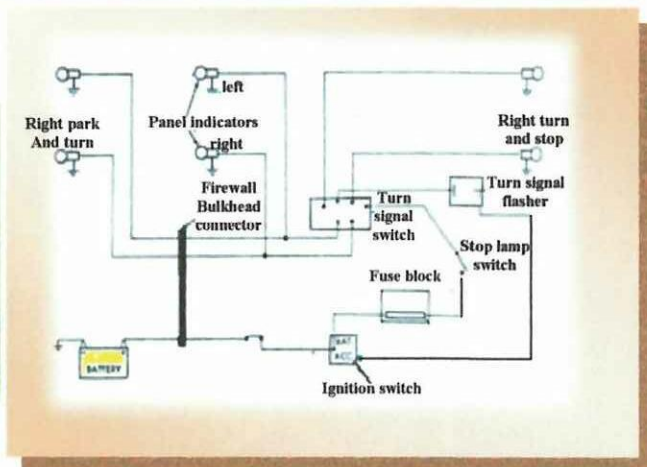 left
Right park
And turn
Panel indicators
right
Right turn
and stop
Firewall
Bulkhead
connector
Turn
signal
switch
Turn signal
flasher
Stop lamp
switch
Fuse block
BAT
ACC
BATTERY
Ignition switch